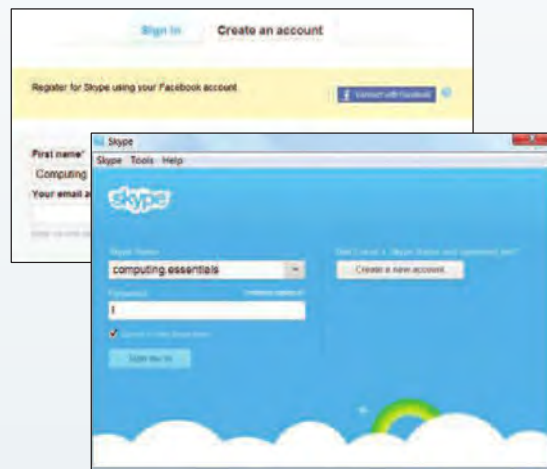 Sign in Create an account
Register for Skype using your Facebook account
Connect with Facebook
First name*
Computing
Your email a
Skype
Skype Tools Help
skype
Skype Name
computing.essentials
Password
Create a new account
Sign me in